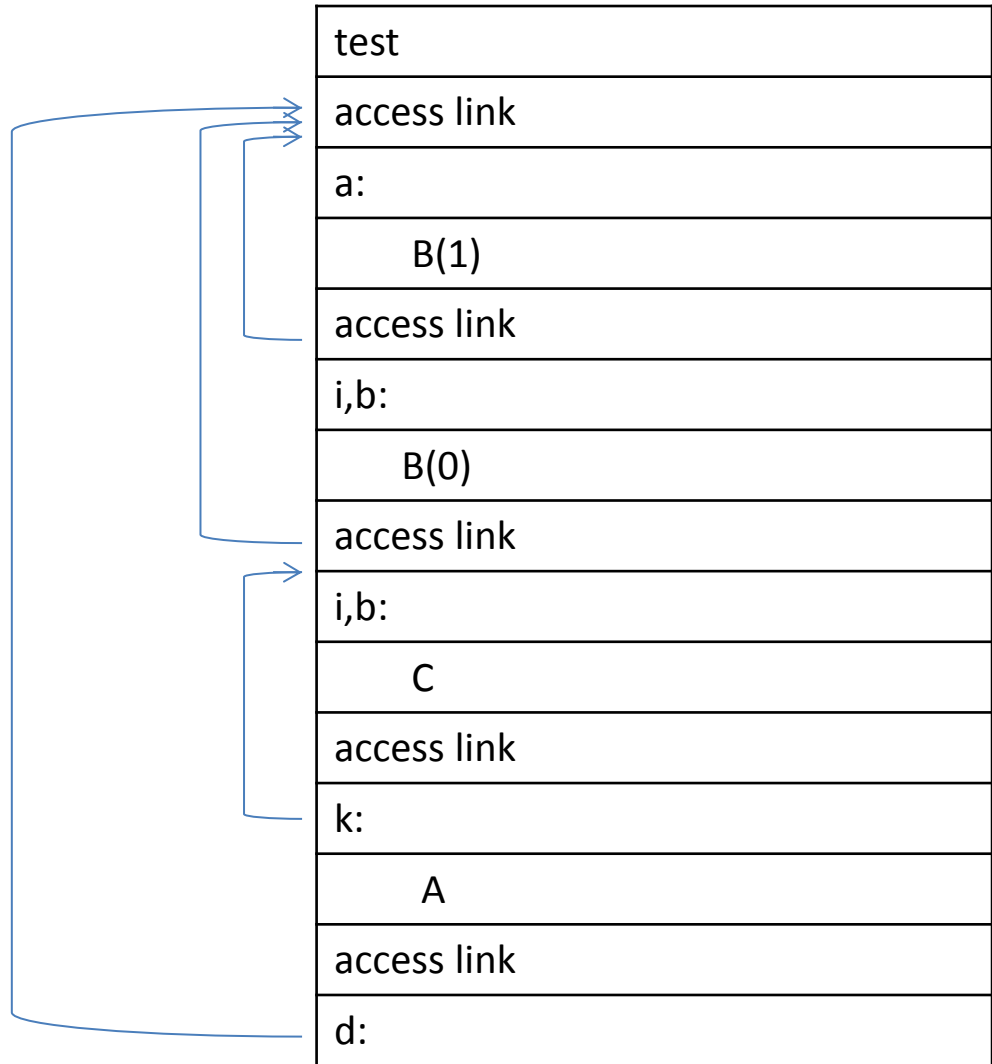 test
access link
a:
B(1)
access link
i,b:
B(0)
access link
i,b:
C
access link
k:
A
access link
d: